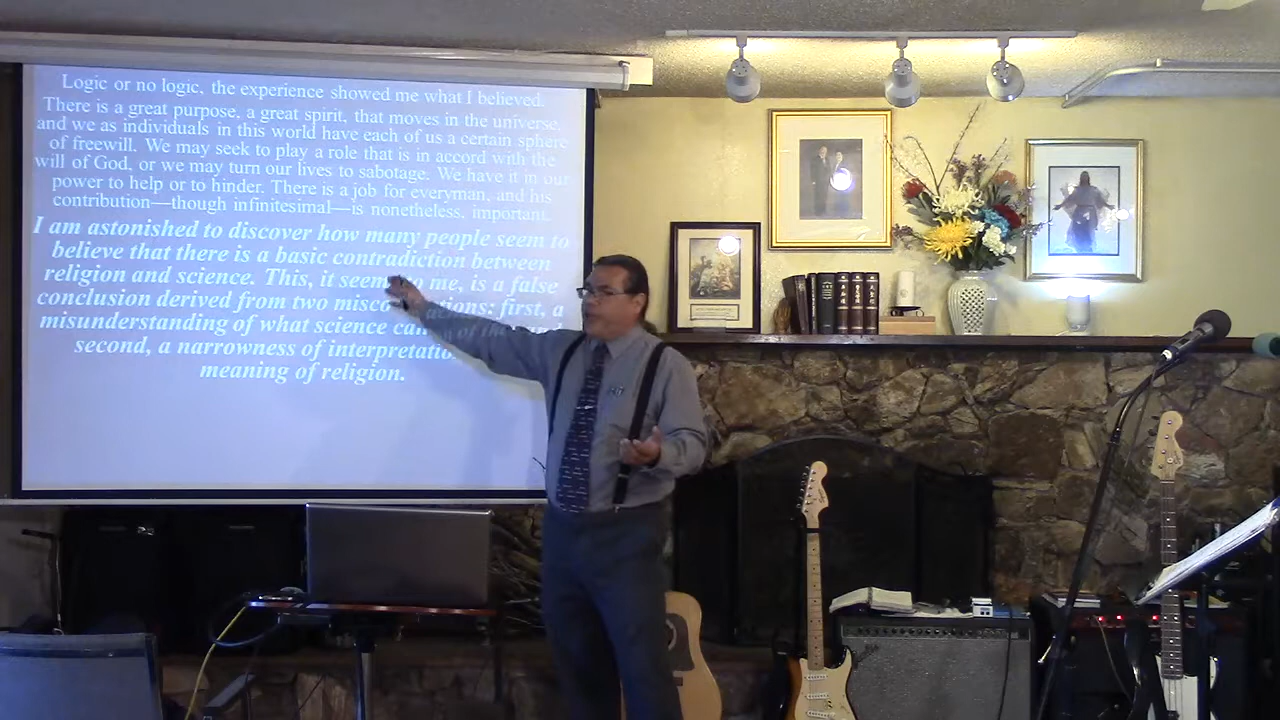 Logic or no logic, the experience showed me what I believed.
There is a great purpose, a great spirit, that moves in the universe,
and we as individuals in this world have each of us a certain sphere
of freewill. We may seek to play a role that is in accord with the
will of God, or we may turn our lives to sabotage. We have it in our
power to help or to hinder. There is a job for everyman, and his
contribution—though infinitesimal—is nonetheless, important.
I am astonished to discover how many people seem to
believe that there is a basic contradiction between
religion and science. This, it seems to me, is a false
conclusion derived from two first, a
misunderstanding of what science can
second, a narrowness of
meaning of religion.